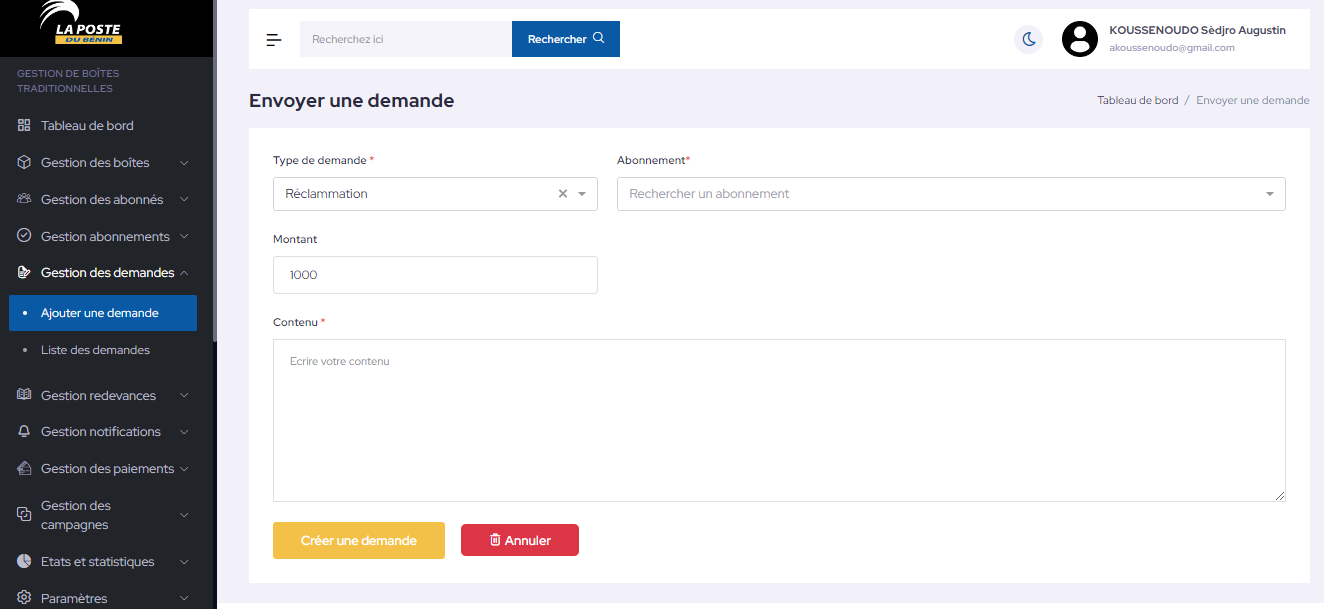 LA POSTE
DU BENIN
GESTION DE BOÎTES
TRADITIONNELLES
Tableau de bord
Gestion des boîtes
Gestion des abonnés
Gestion abonnements
Gestion des demandes
Ajouter une demande
Liste des demandes
Gestion redevances
Gestion notifications
Gestion des paiements
Gestion des
campagnes
Etats et statistiques
Paramètres
Recherchez ici
Rechercher
KOUSSENOUDO Sèdjro Augustin
akoussenoudo@gmail.com
Envoyer une demande
Tableau de bord / Envoyer une demande
Type de demande *
Abonnement*
Réclammation
Rechercher un abonnement
Montant
1000
Contenu *
Ecrire votre contenu
Créer une demande
Annuler